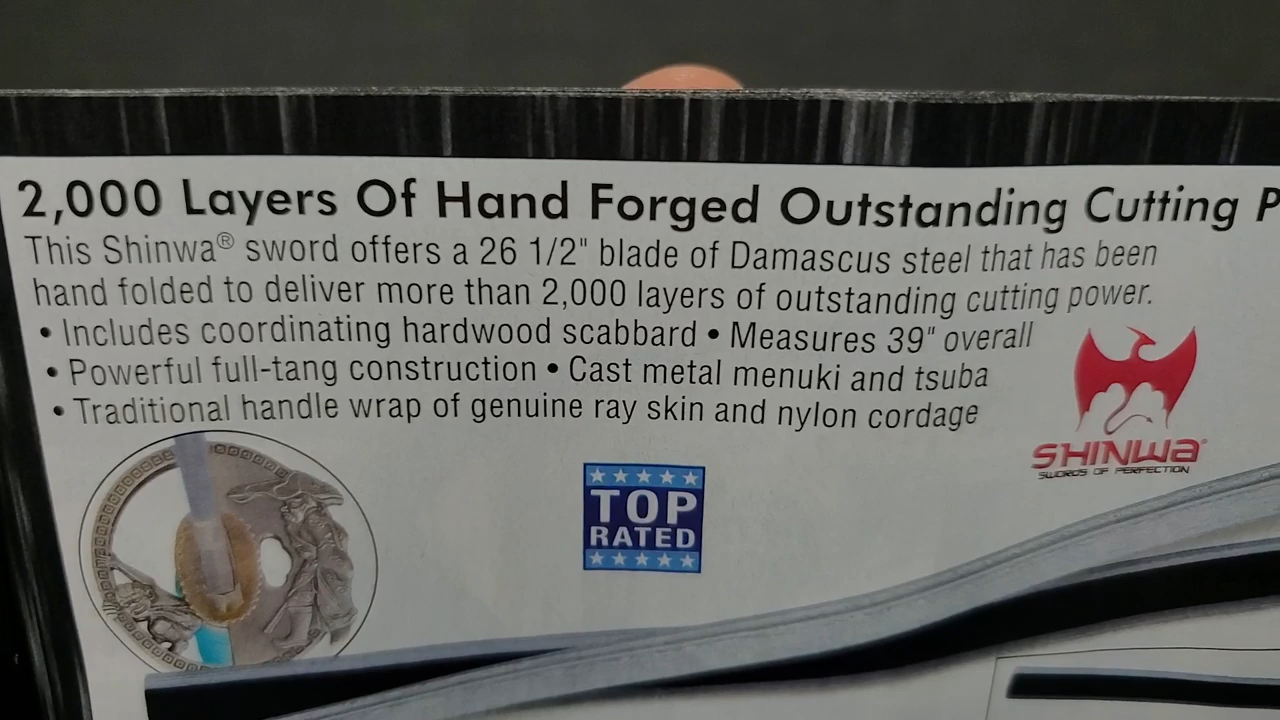 2,000 Layers Of Hand Forged Outstanding Cutting
This Shinwa® sword offers a 26 1/2" blade of Damascus steel that has been
hand folded to deliver more than 2,000 layers of outstanding cutting power.
• Includes coordinating hardwood scabbard • Measures 39" overall
• Powerful full-tang construction • Cast metal menuki and tsuba
• Traditional handle wrap of genuine ray skin and nylon cordage
SHINWA
SWORDS OF PERFECTION
TOP
RATED